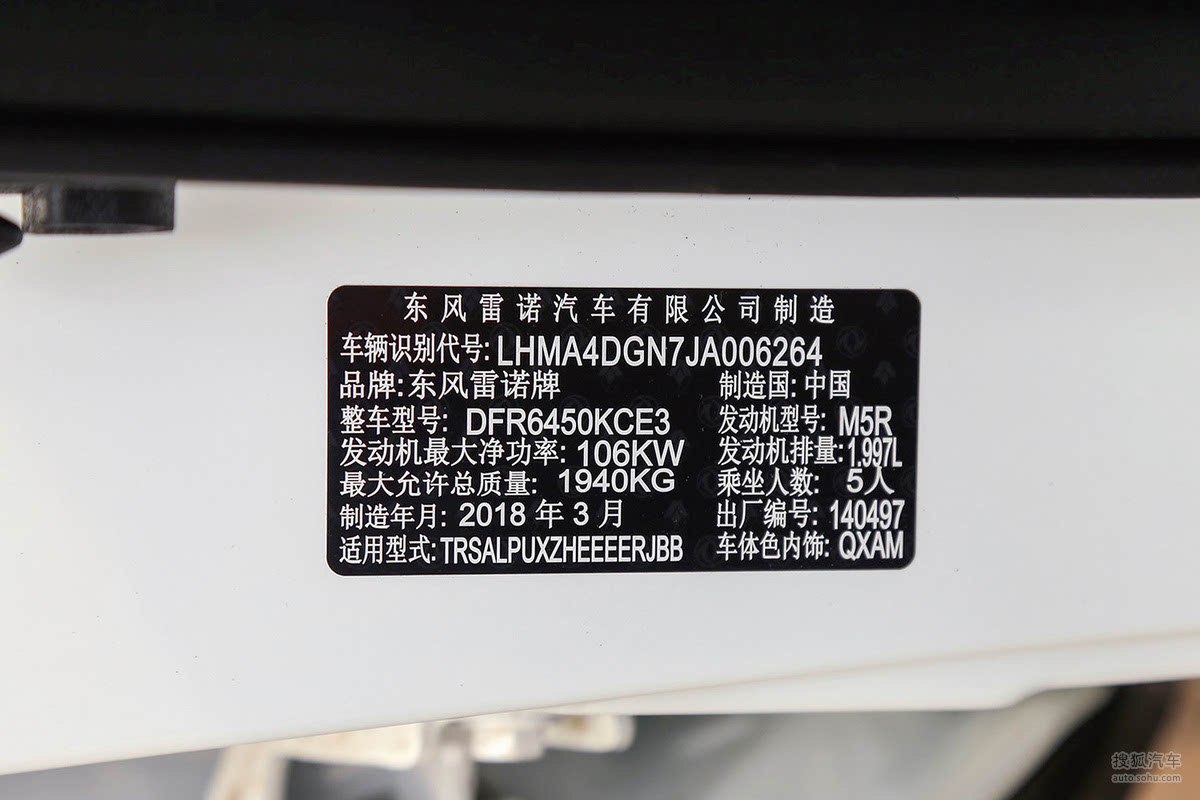 东风雷诺汽车有限公司制造
车辆识别代号: LHMA4DGN7JA006264
品牌: 东风雷诺牌 制造国: 中国
整车型号: DFR6450KCE3 发动机型号: M5R
发动机最大净功率: 106KW 发动机排量: 1.997L
最大允许总质量: 1940KG 乘坐人数: 5人
制造年月: 2018年3月 出厂编号: 140497
适用型式: TRSALPUXZHEEEERJBB 车体色内饰: QXAM
搜狐汽车
auto.sohu.com